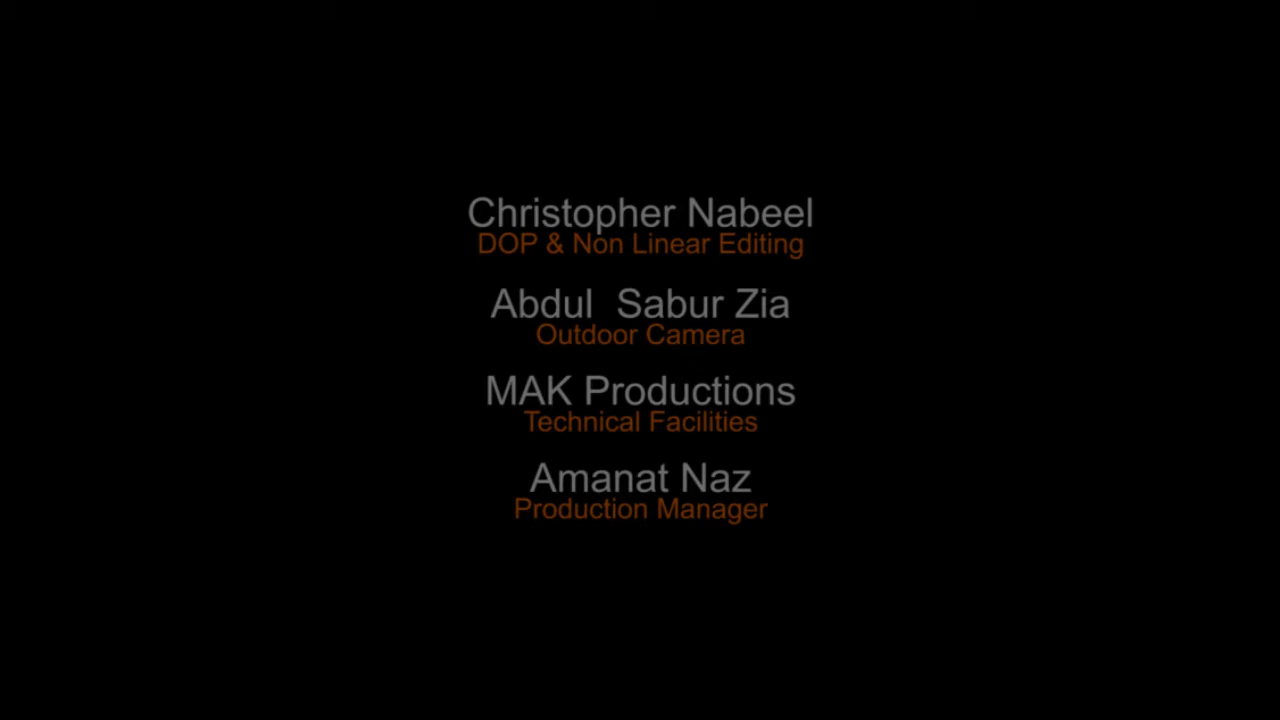 Christopher Nabeel
DOP & Non Linear Editing
Abdul  Sabur Zia
Outdoor Camera
MAK Productions
Technical Facilities
Amanat Naz
Production Manager